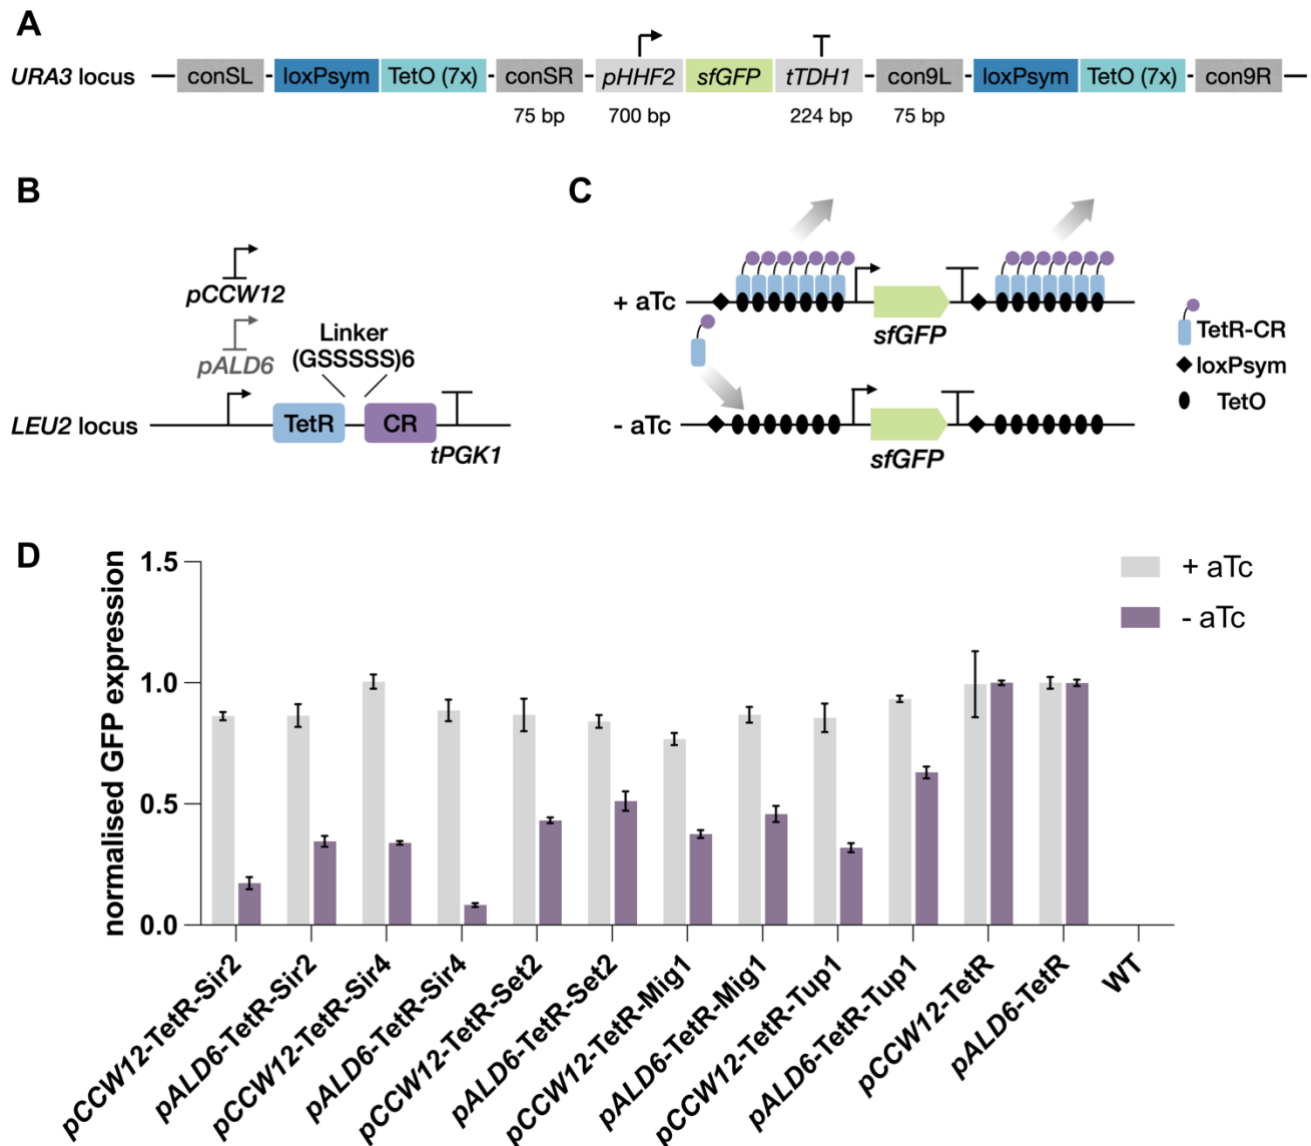 A
URA3 locus
conSL
loxPsym
TetO (7x)
conSR
pHHF2
sfGFP
tTDH1
con9L
loxPsym
TetO (7x)
con9R
75 bp
700 bp
224 bp
75 bp
B
pCCW12
pALD6
Linker
(GSSSSS)6
LEU2 locus
TetR
CR
tPGK1
C
+ aTc
sfGFP
- aTc
sfGFP
TetR-CR
loxPsym
TetO
D
normalised GFP expression
1.5
1.0
0.5
0.0
+ aTc
- aTc
pCCW12-TetR-Sir2
pALD6-TetR-Sir2
pCCW12-TetR-Sir4
pALD6-TetR-Sir4
pCCW12-TetR-Set2
pALD6-TetR-Set2
pCCW12-TetR-Mig1
pALD6-TetR-Mig1
pCCW12-TetR-Tup1
pALD6-TetR-Tup1
pCCW12-TetR
pALD6-TetR
WT